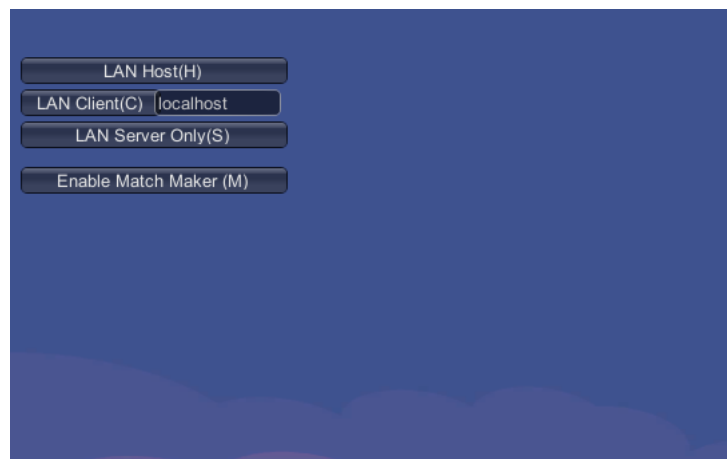 LAN Host(H)
LAN Client(C) localhost
LAN Server Only(S)
Enable Match Maker (M)